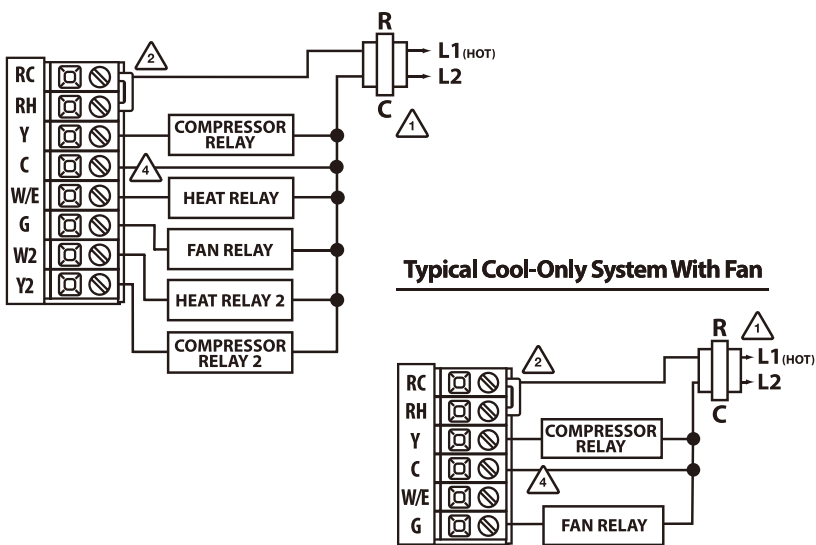 R
L1 (HOT)
L2
C
1
2
RC
RH
Y
C
W/E
G
W2
Y2
4
COMPRESSOR
RELAY
HEAT RELAY
FAN RELAY
HEAT RELAY 2
COMPRESSOR
RELAY 2
Typical Cool-Only System With Fan
R
1
L1 (HOT)
L2
C
2
RC
RH
Y
C
W/E
G
4
COMPRESSOR
RELAY
FAN RELAY